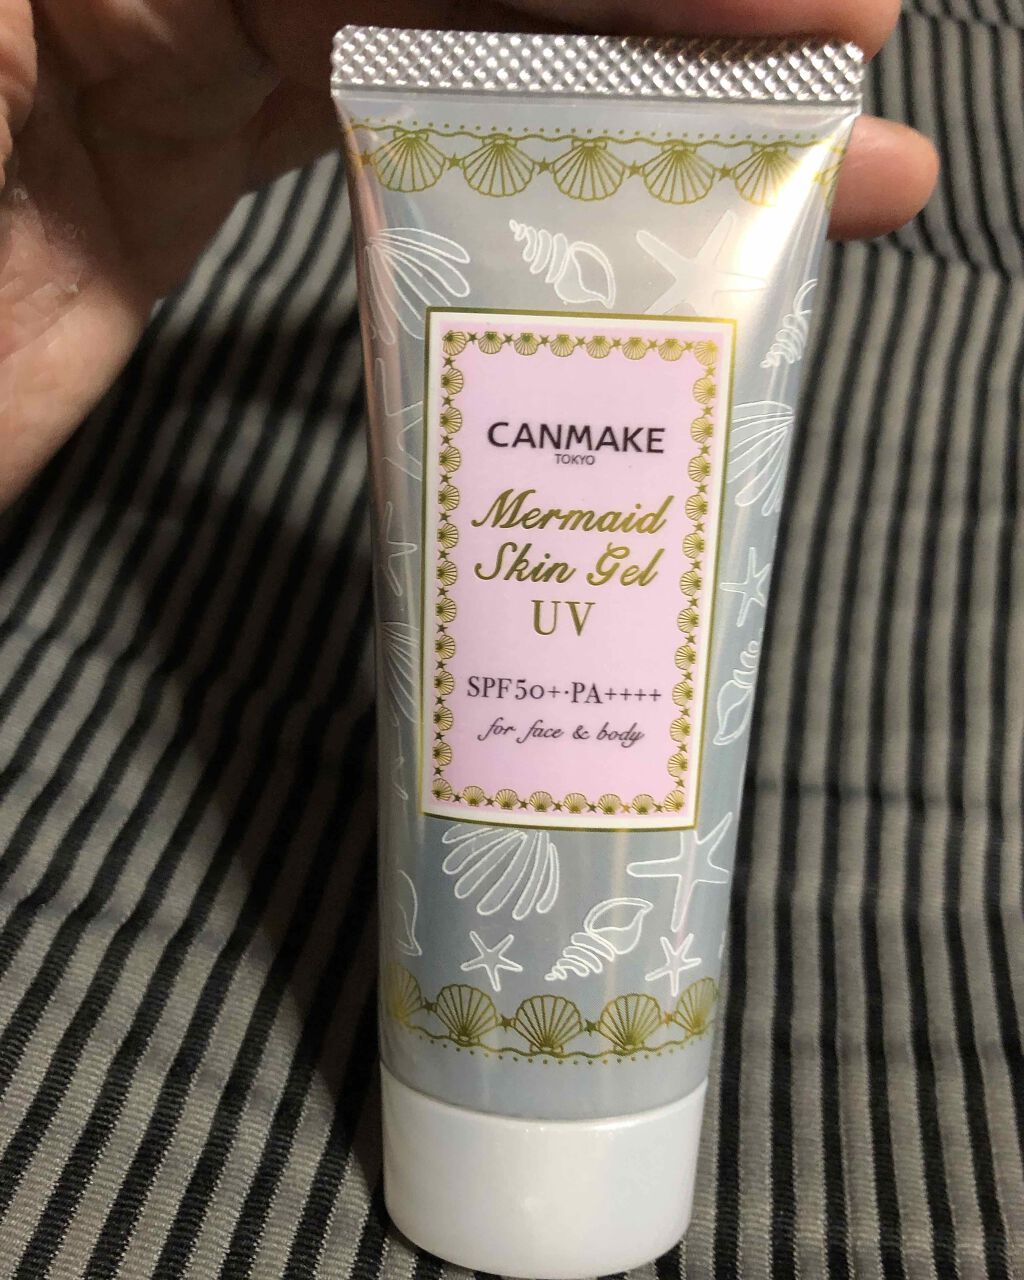 CANMAKE
TOKYO
Mermaid
Skin Gel
UV
SPF50+·PA++++
for face & body